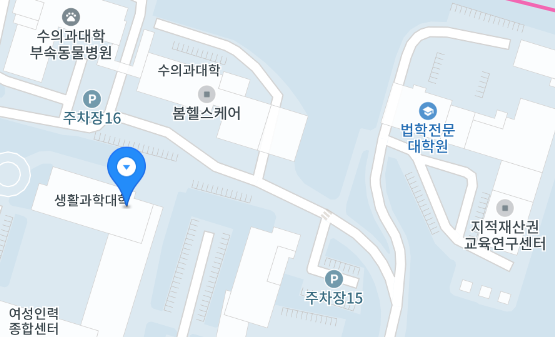 수의과대학
부속동물병원
수의과대학
P
주차장16
봄헬스케어
법학전문
대학원
생활과학대학
지적재산권
교육연구센터
P
주차장15
여성인력
종합센터